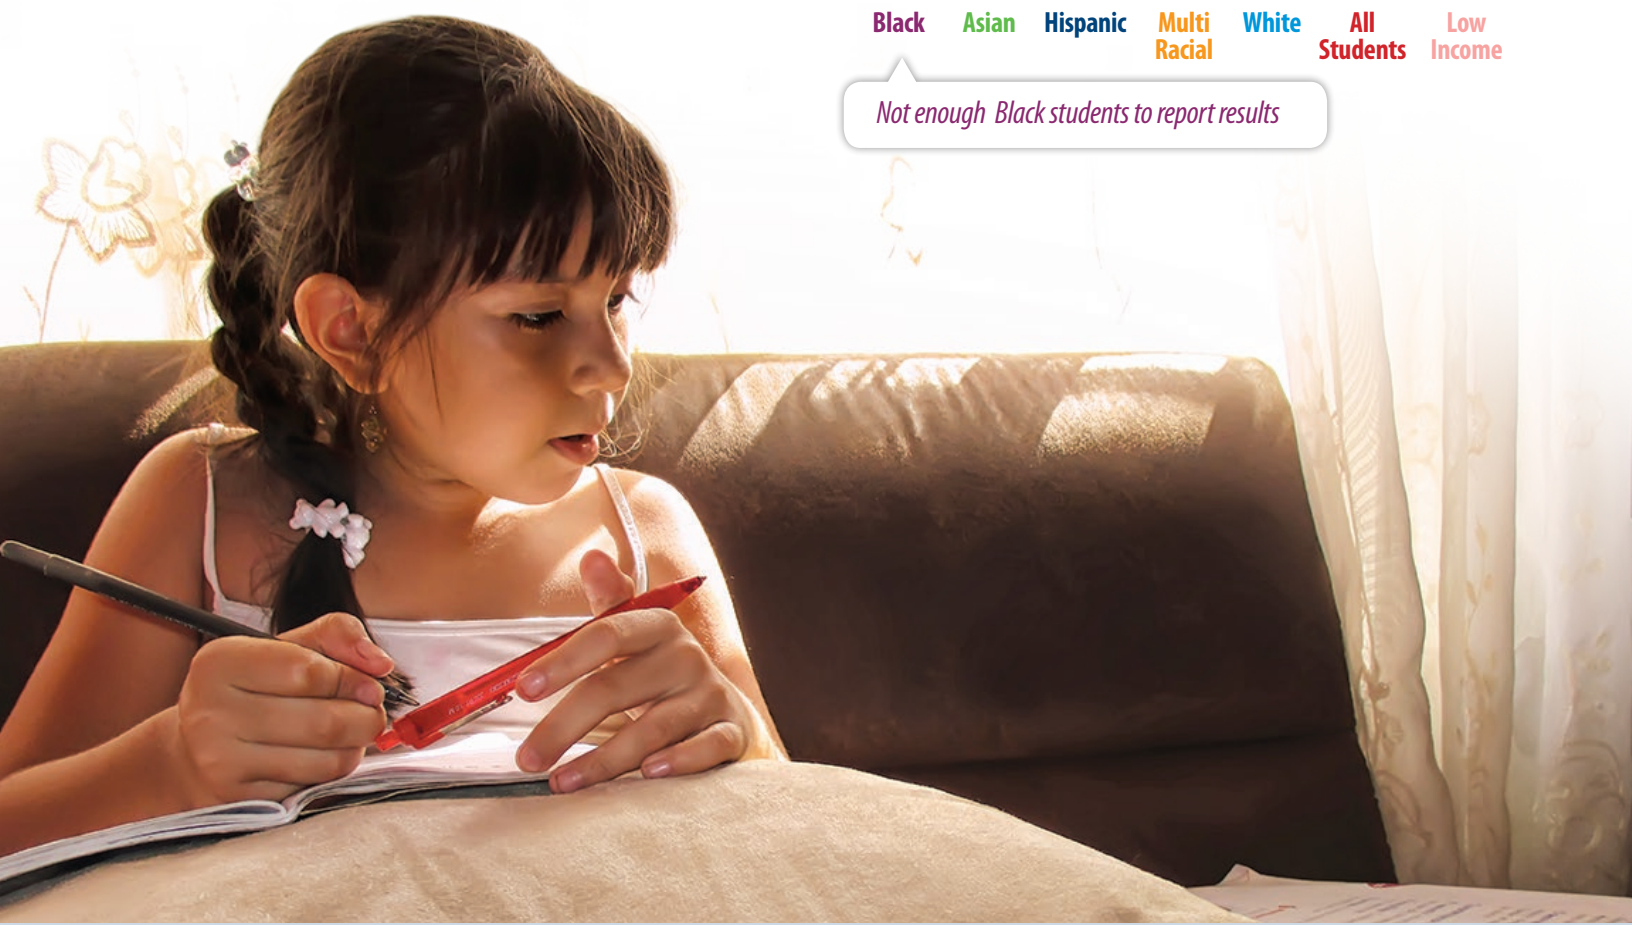 Black Asian Hispanic Multi Racial White All Students Low Income
Not enough Black students to report results